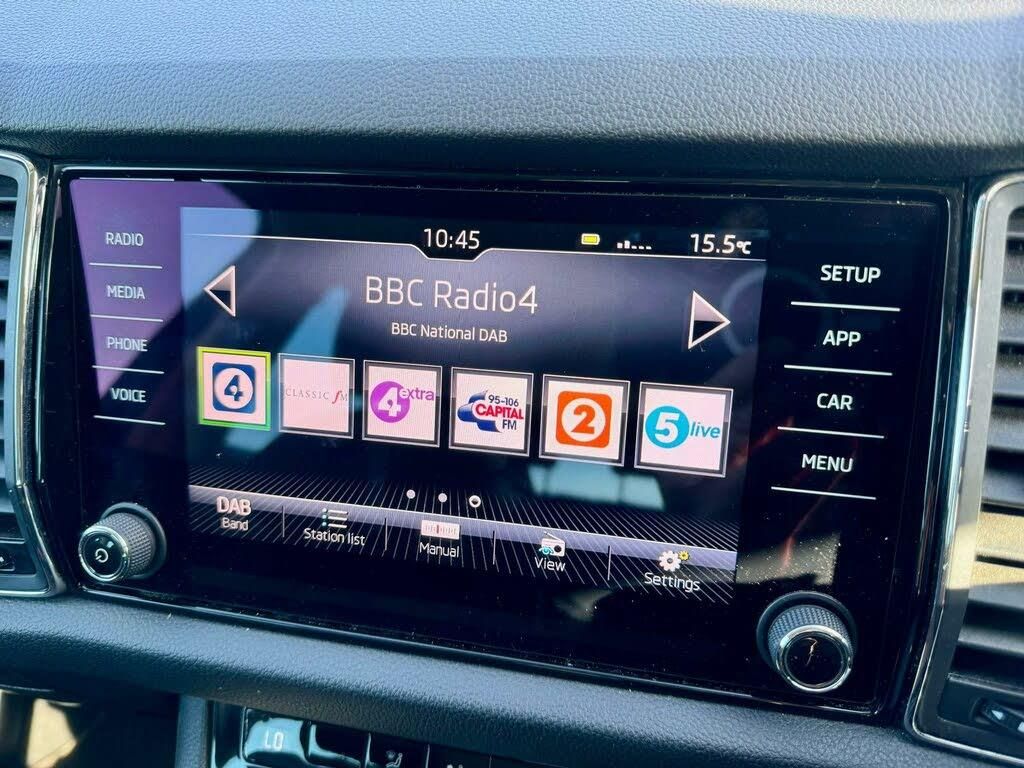 10:45
15.5°C
RADIO
MEDIA
PHONE
VOICE
BBC Radio4
BBC National DAB
SETUP
APP
CAR
MENU
4
CLASSIC fM
4 extra
95-106
CAPITAL
FM
2
5 live
DAB
Band
Station list
Manual
View
Settings
LO